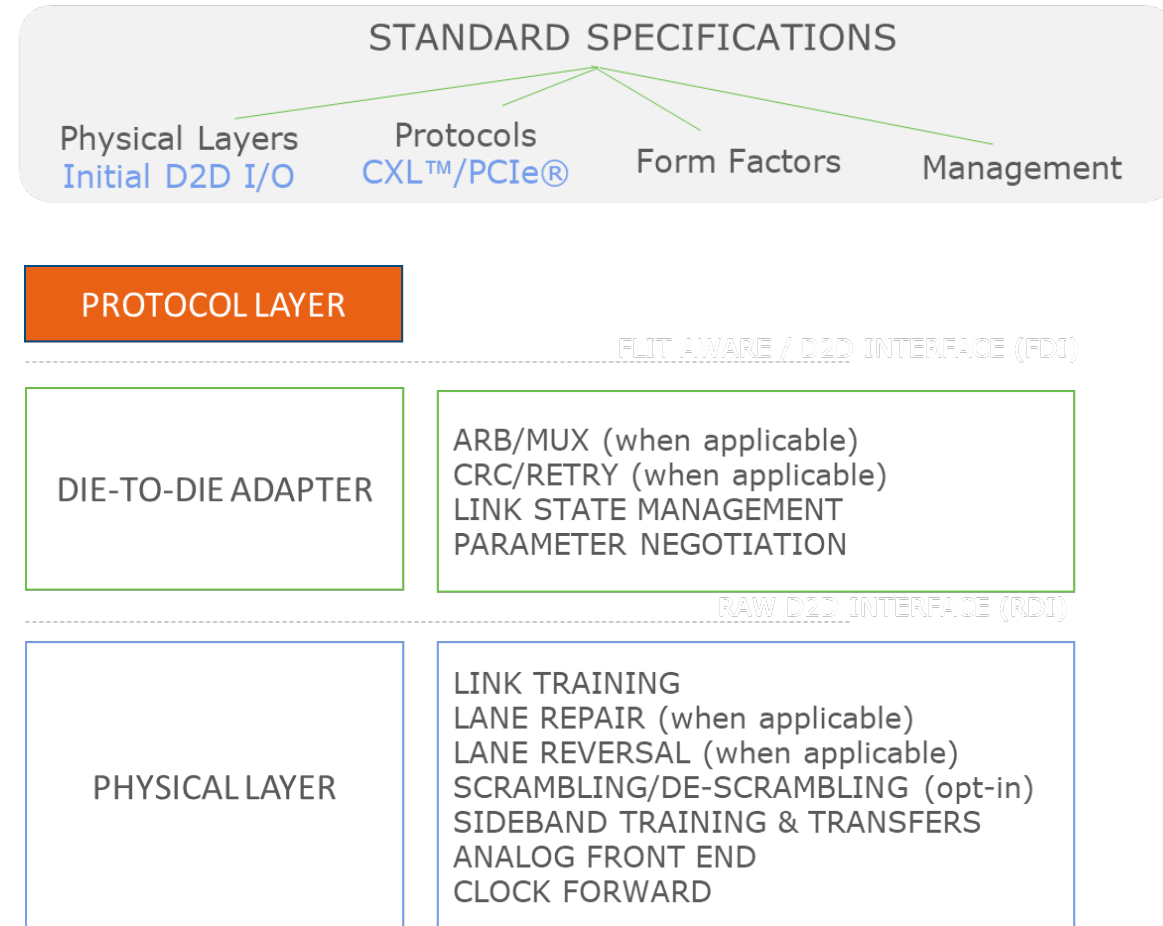 STANDARD SPECIFICATIONS
Physical Layers
Initial D2D I/O
Protocols
CXL™/PCIe®
Form Factors
Management
PROTOCOL LAYER
FLIT AWARE / D2D INTERFACE (FDI)
DIE-TO-DIE ADAPTER
ARB/MUX (when applicable)
CRC/RETRY (when applicable)
LINK STATE MANAGEMENT
PARAMETER NEGOTIATION
RAW D2D INTERFACE (RDI)
PHYSICAL LAYER
LINK TRAINING
LANE REPAIR (when applicable)
LANE REVERSAL (when applicable)
SCRAMBLING/DE-SCRAMBLING (opt-in)
SIDEBAND TRAINING & TRANSFERS
ANALOG FRONT END
CLOCK FORWARD